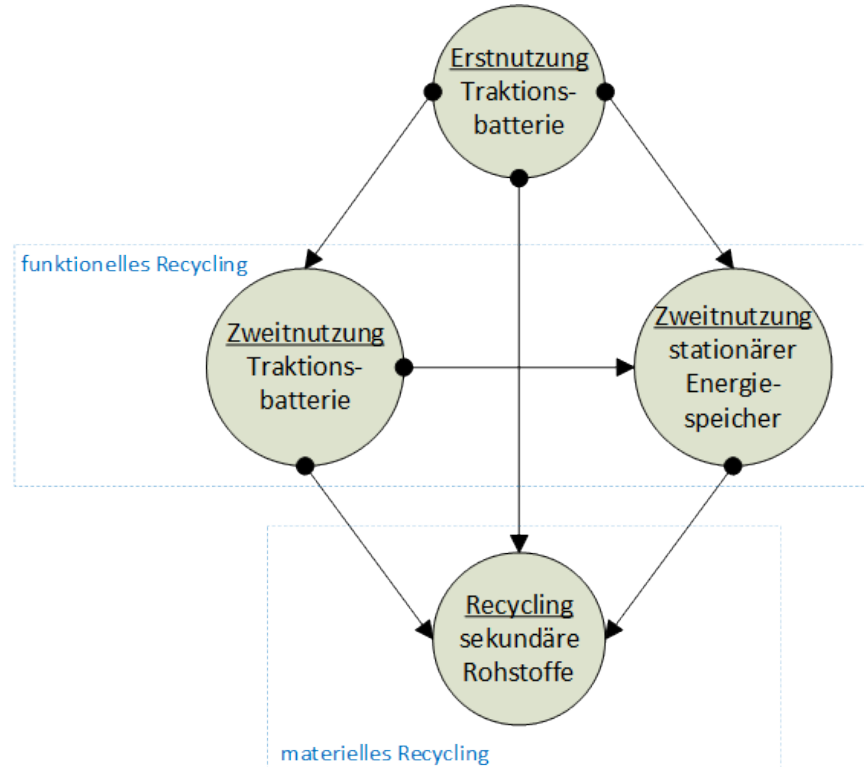 Erstnutzung
Traktions-
batterie
funktionelles Recycling
Zweitnutzung
Traktions-
batterie
Zweitnutzung
stationärer
Energie-
speicher
Recycling
sekundäre
Rohstoffe
materielles Recycling